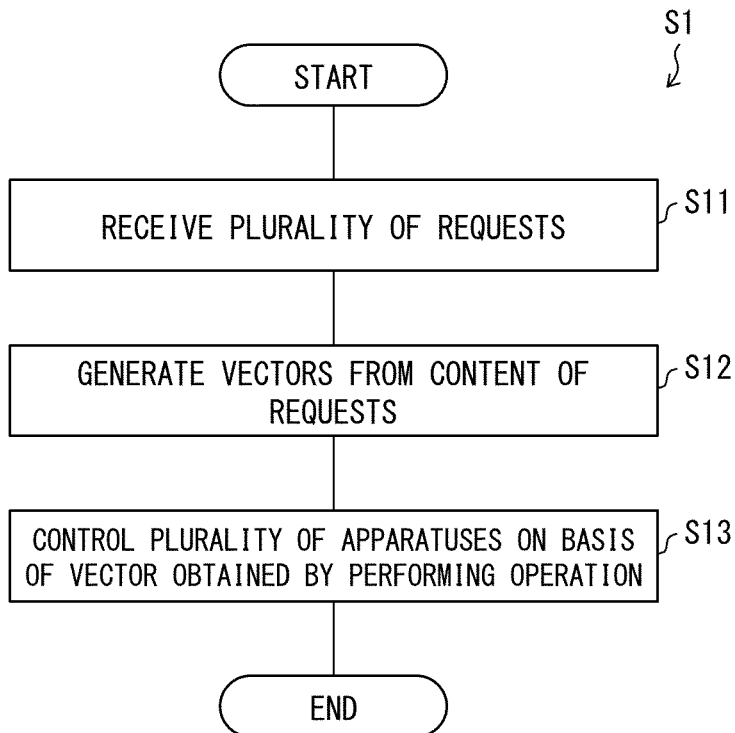 S1
START
RECEIVE PLURALITY OF REQUESTS
S11
GENERATE VECTORS FROM CONTENT OF
REQUESTS
S12
CONTROL PLURALITY OF APPARATUSES ON BASIS
OF VECTOR OBTAINED BY PERFORMING OPERATION
S13
END